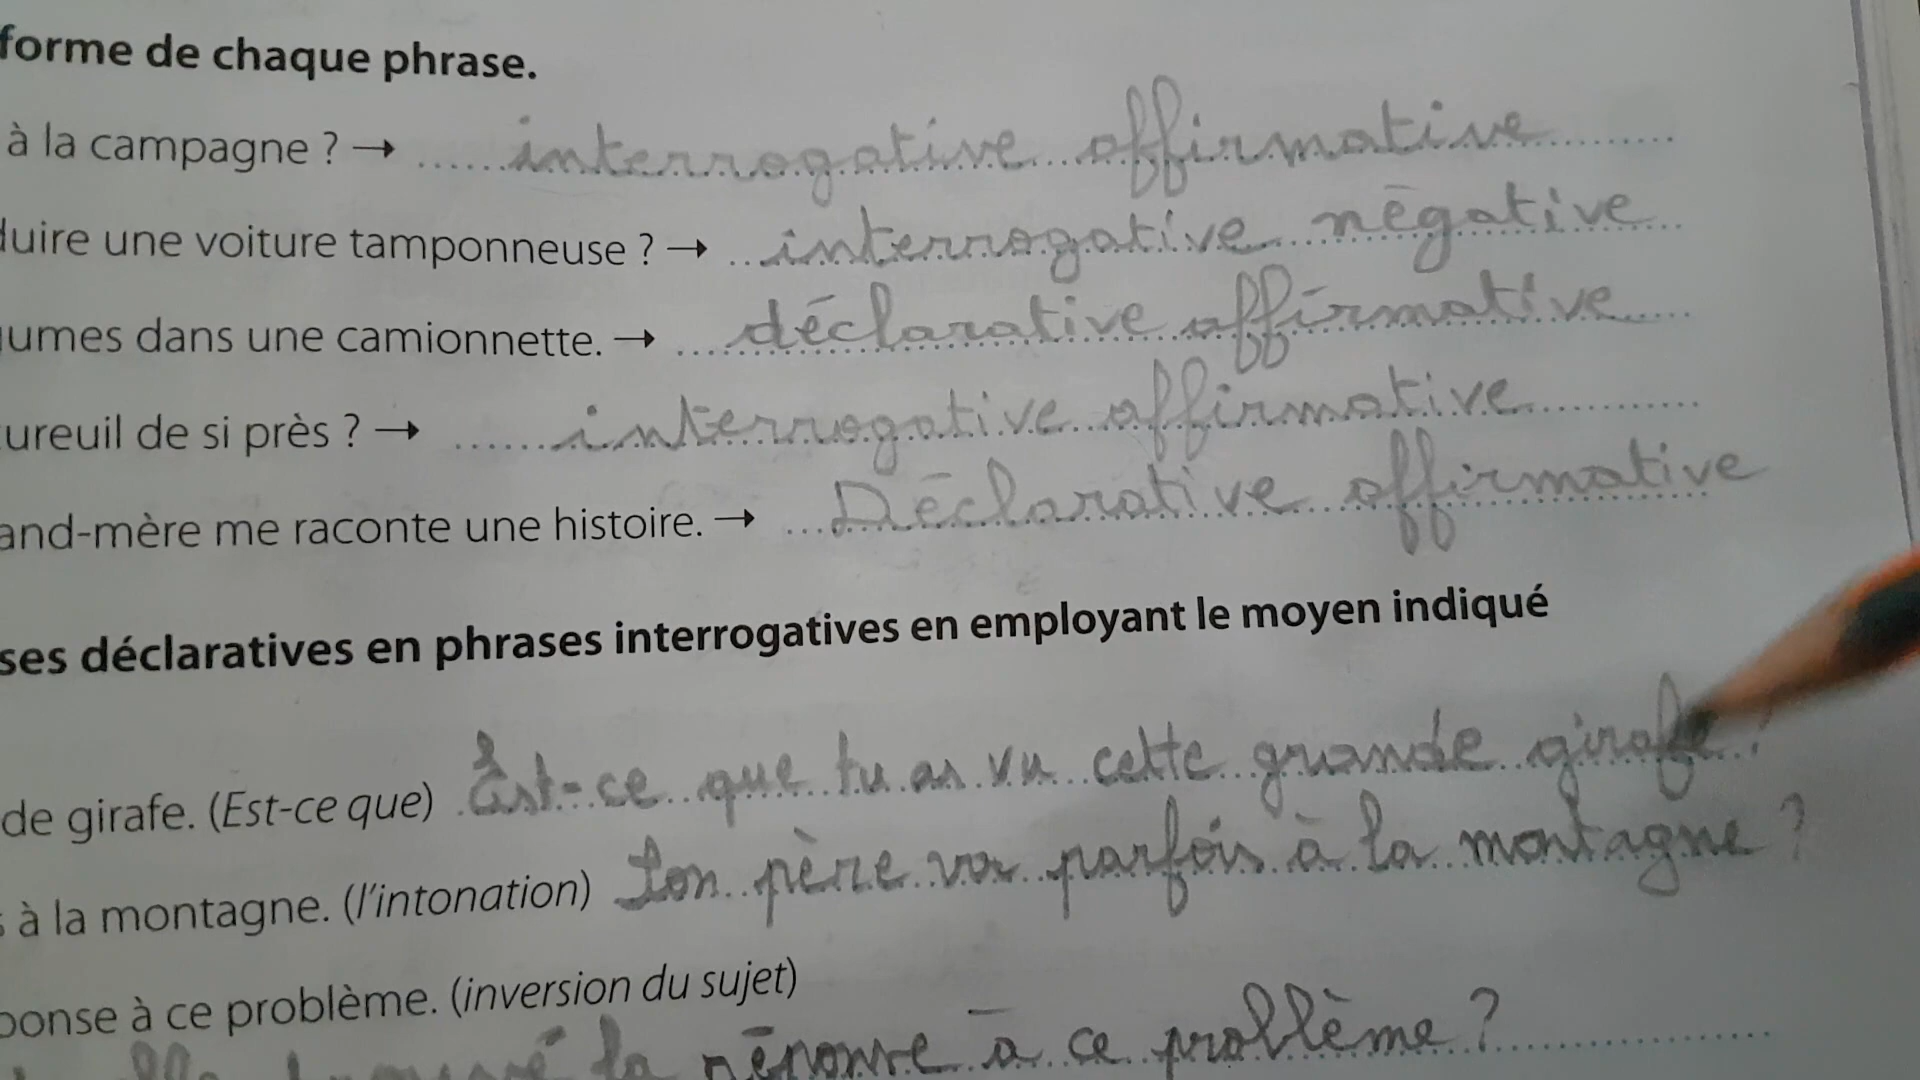 forme de chaque phrase.
à la campagne ? → interrogative affirmative
duire une voiture tamponneuse ? → interrogative négative
umes dans une camionnette. → déclarative affirmative
ureuil de si près ? → interrogative affirmative
and-mère me raconte une histoire. → Déclarative affirmative
ses déclaratives en phrases interrogatives en employant le moyen indiqué
de girafe. (Est-ce que) Est-ce que tu as vu cette grande girafe ?
à la montagne. (l'intonation) ton père va parfois à la montagne ?
ponse à ce problème. (inversion du sujet)
la réponse à ce problème ?